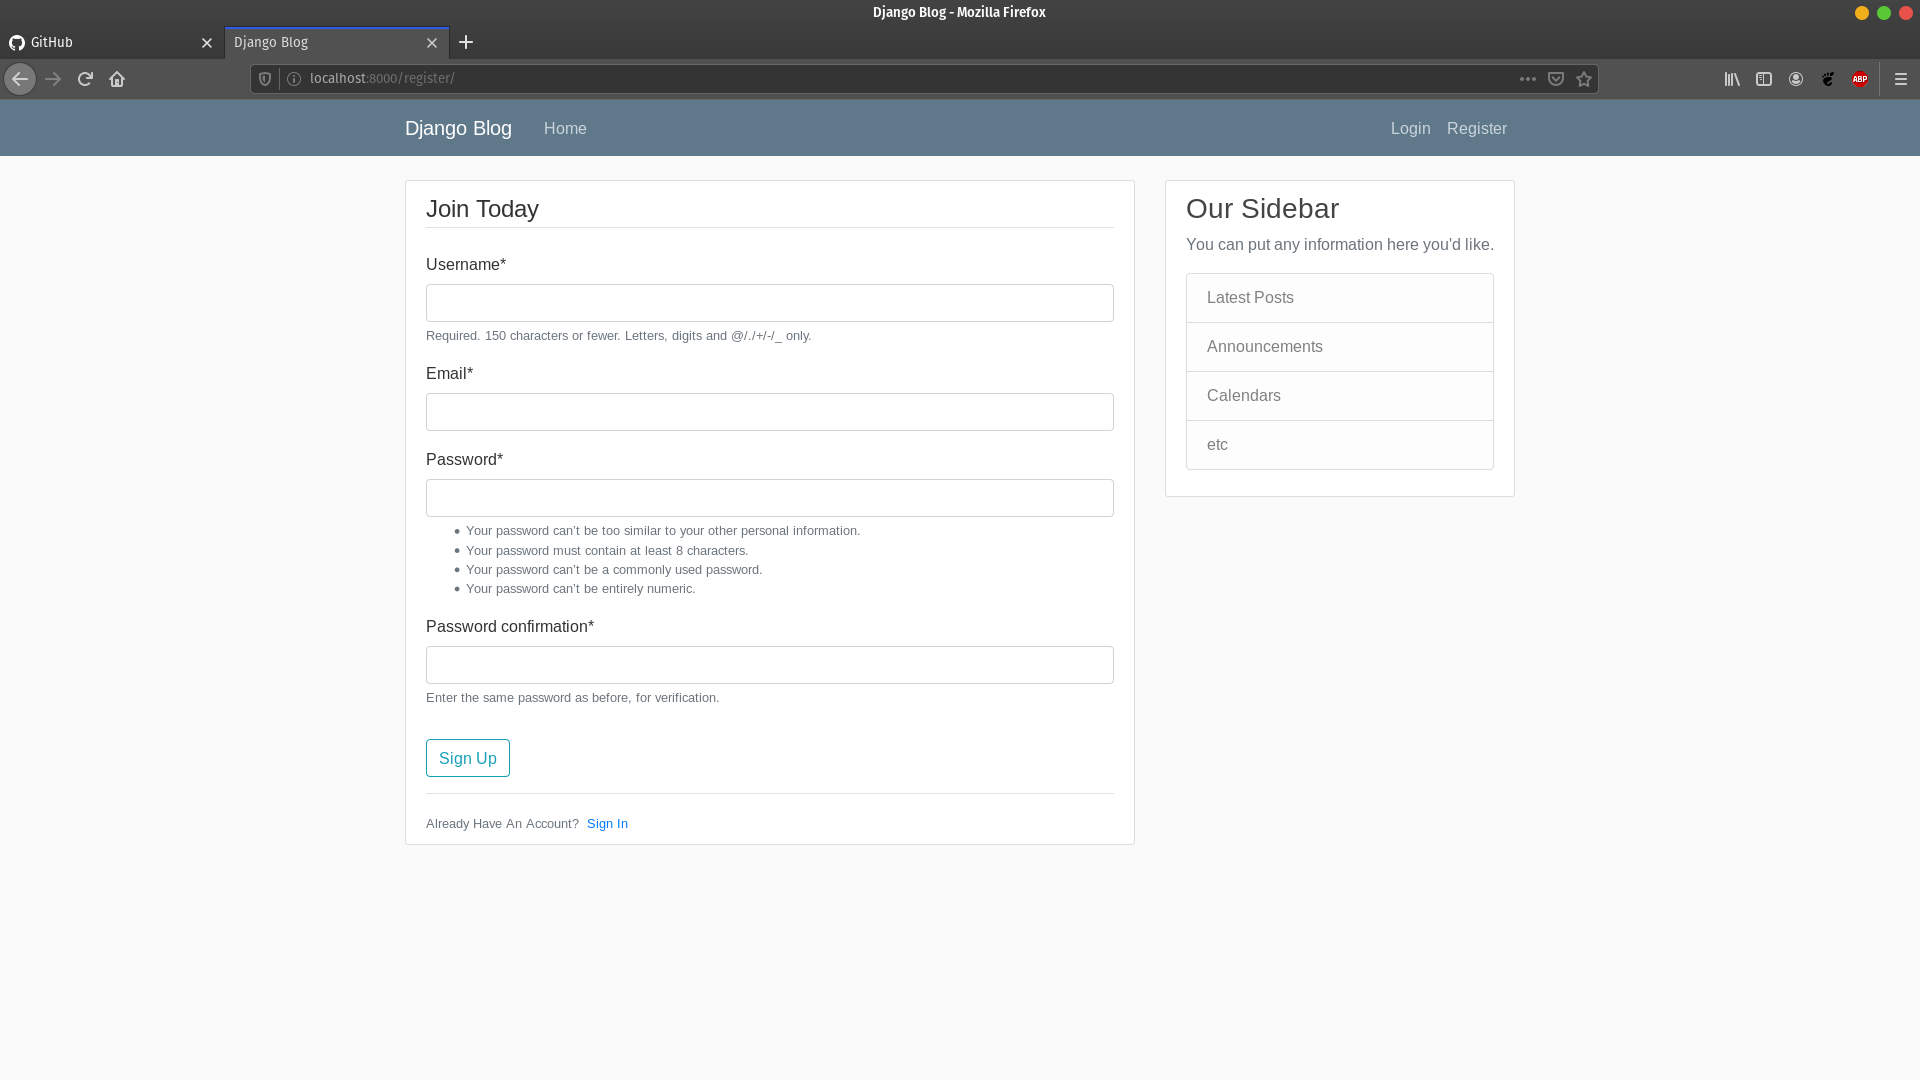 Django Blog - Mozilla Firefox
GitHub
Django Blog
localhost:8000/register/
ABP
Django Blog
Home
Login
Register
Join Today
Username*
Required. 150 characters or fewer. Letters, digits and @/./+/-/_ only.
Email*
Password*
Your password can't be too similar to your other personal information.
Your password must contain at least 8 characters.
Your password can't be a commonly used password.
Your password can't be entirely numeric.
Password confirmation*
Enter the same password as before, for verification.
Sign Up
Already Have An Account? Sign In
Our Sidebar
You can put any information here you'd like.
Latest Posts
Announcements
Calendars
etc